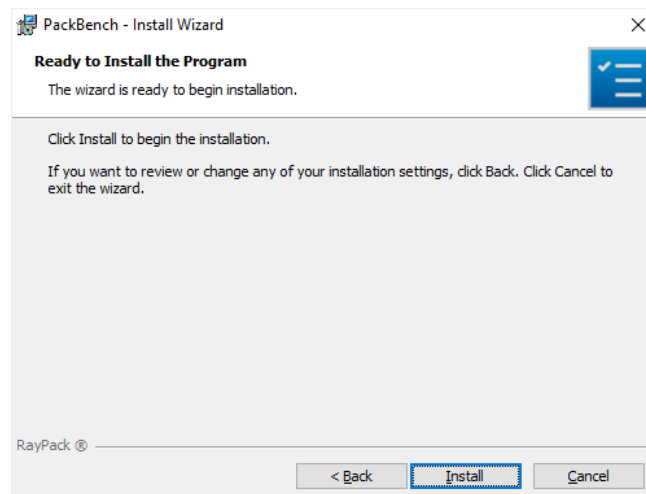 PackBench - Install Wizard
Ready to Install the Program
The wizard is ready to begin installation.
Click Install to begin the installation.
If you want to review or change any of your installation settings, click Back. Click Cancel to
exit the wizard.
RayPack ®
< Back Install Cancel